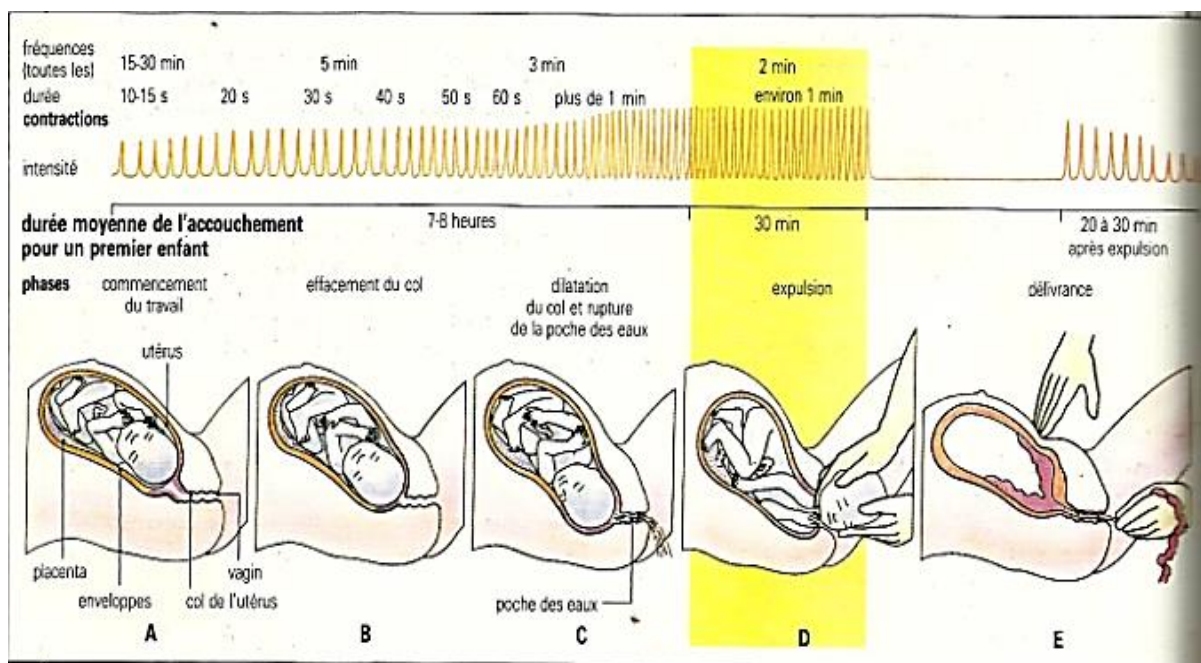 fréquences
(toutes les) 15-30 min 5 min 3 min 2 min
durée 10-15 s 20 s 30 s 40 s 50 s 60 s plus de 1 min environ 1 min
contractions
intensité
durée moyenne de l'accouchement
pour un premier enfant
7-8 heures 30 min 20 à 30 min
après expulsion
phases commencement
du travail
effacement du col
dilatation
du col et rupture
de la poche des eaux
expulsion
délivrance
utérus
placenta
enveloppes
col de l'utérus
vagin
poche des eaux
A B C D E